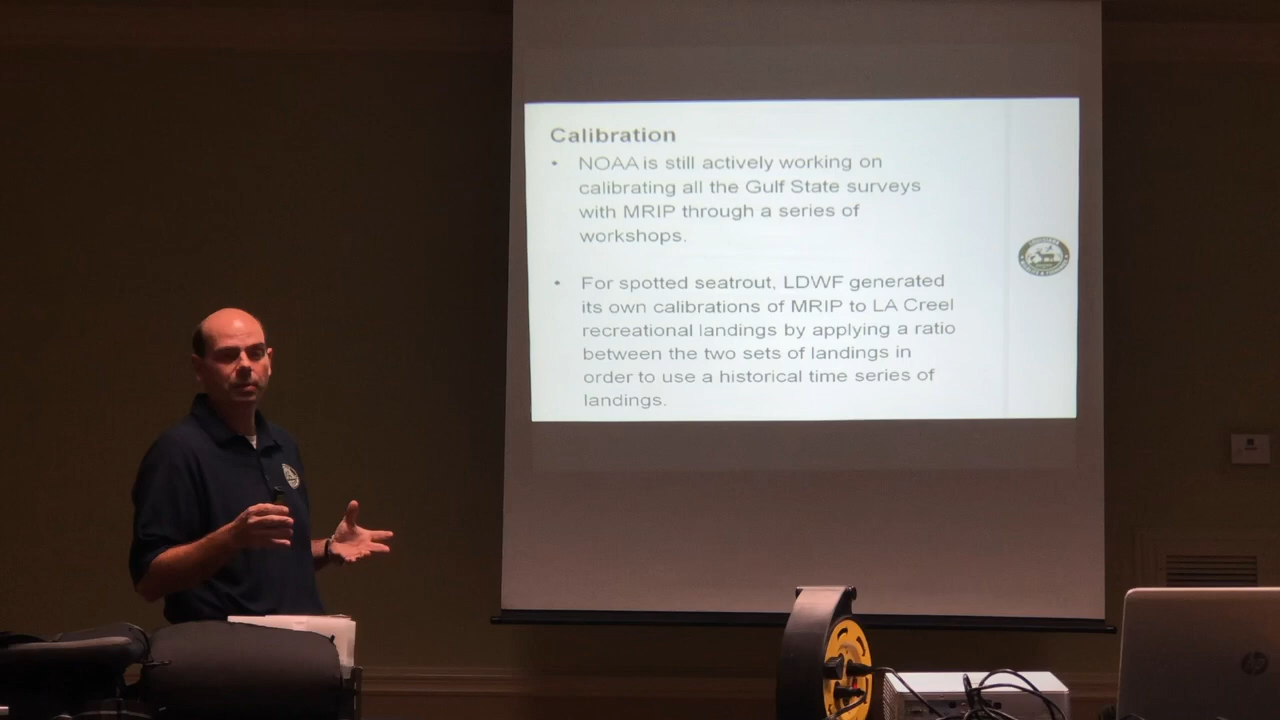 Calibration
• NOAA is still actively working on
calibrating all the Gulf State surveys
with MRIP through a series of
workshops.
• For spotted seatrout, LDWF generated
its own calibrations of MRIP to LA Creel
recreational landings by applying a ratio
between the two sets of landings in
order to use a historical time series of
landings.
hp